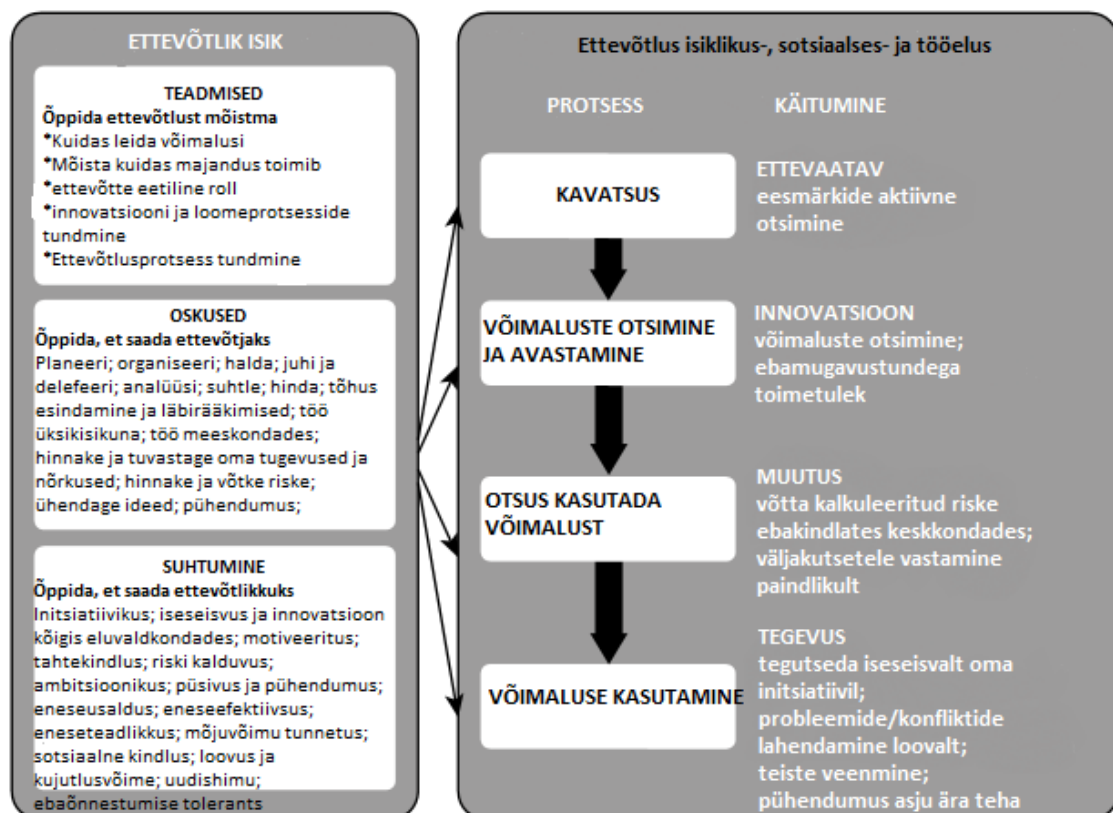 ETTEVÕTLIK ISIK
TEADMISED
Õppida ettevõtlust mõistma
*Kuidas leida võimalusi
*Mõista kuidas majandus toimib
*ettevõtte eetiline roll
*innovatsiooni ja loomeprotsesside
tundmine
*Ettevõtlusprotsess tundmine
OSKUSED
Õppida, et saada ettevõtjaks
Planeeri; organiseeri; halda; juhi ja
delefeeri; analüüsi; suhtle; hinda; tõhus
esindamine ja läbirääkimised; töö
üksikisikuna; töö meeskondades;
hinnake ja tuvastage oma tugevused ja
nõrkused; hinnake ja võtke riske;
ühendage ideed; pühendumus;
SUHTUMINE
Õppida, et saada ettevõtlikkuks
Initsiatiivikus; iseseisvus ja innovatsioon
kõigis eluvaldkondades; motiveeritus;
tahtekindlus; riski kalduvus;
ambitsioonikus; püsivus ja pühendumus;
eneseusaldus; eneseefektiivsus;
eneseteadlikkus; mõjuvõimu tunnetus;
sotsiaalne kindlus; loovus ja
kujutlusvõime; uudishimu;
ebaõnnestumise tolerants
Ettevõtlus isiklikus-, sotsiaalses- ja tööelus
PROTSESS
KÄITUMINE
KAVATSUS
ETTEVAATAV
eesmärkide aktiivne
otsimine
VÕIMALUSTE OTSIMINE
JA AVASTAMINE
INNOVATSIOON
võimaluste otsimine;
ebamugavustundega
toimetulek
OTSUS KASUTADA
VÕIMALUST
MUUTUS
võtta kalkuleeritud riske
ebakindlates keskkondades;
väljakutsetele vastamine
paindlikult
VÕIMALUSE KASUTAMINE
TEGEVUS
tegutseda iseseisvalt oma
initsiatiivil;
probleemide/konfliktide
lahendamine loovalt;
teiste veenmine;
pühendumus asju ära teha